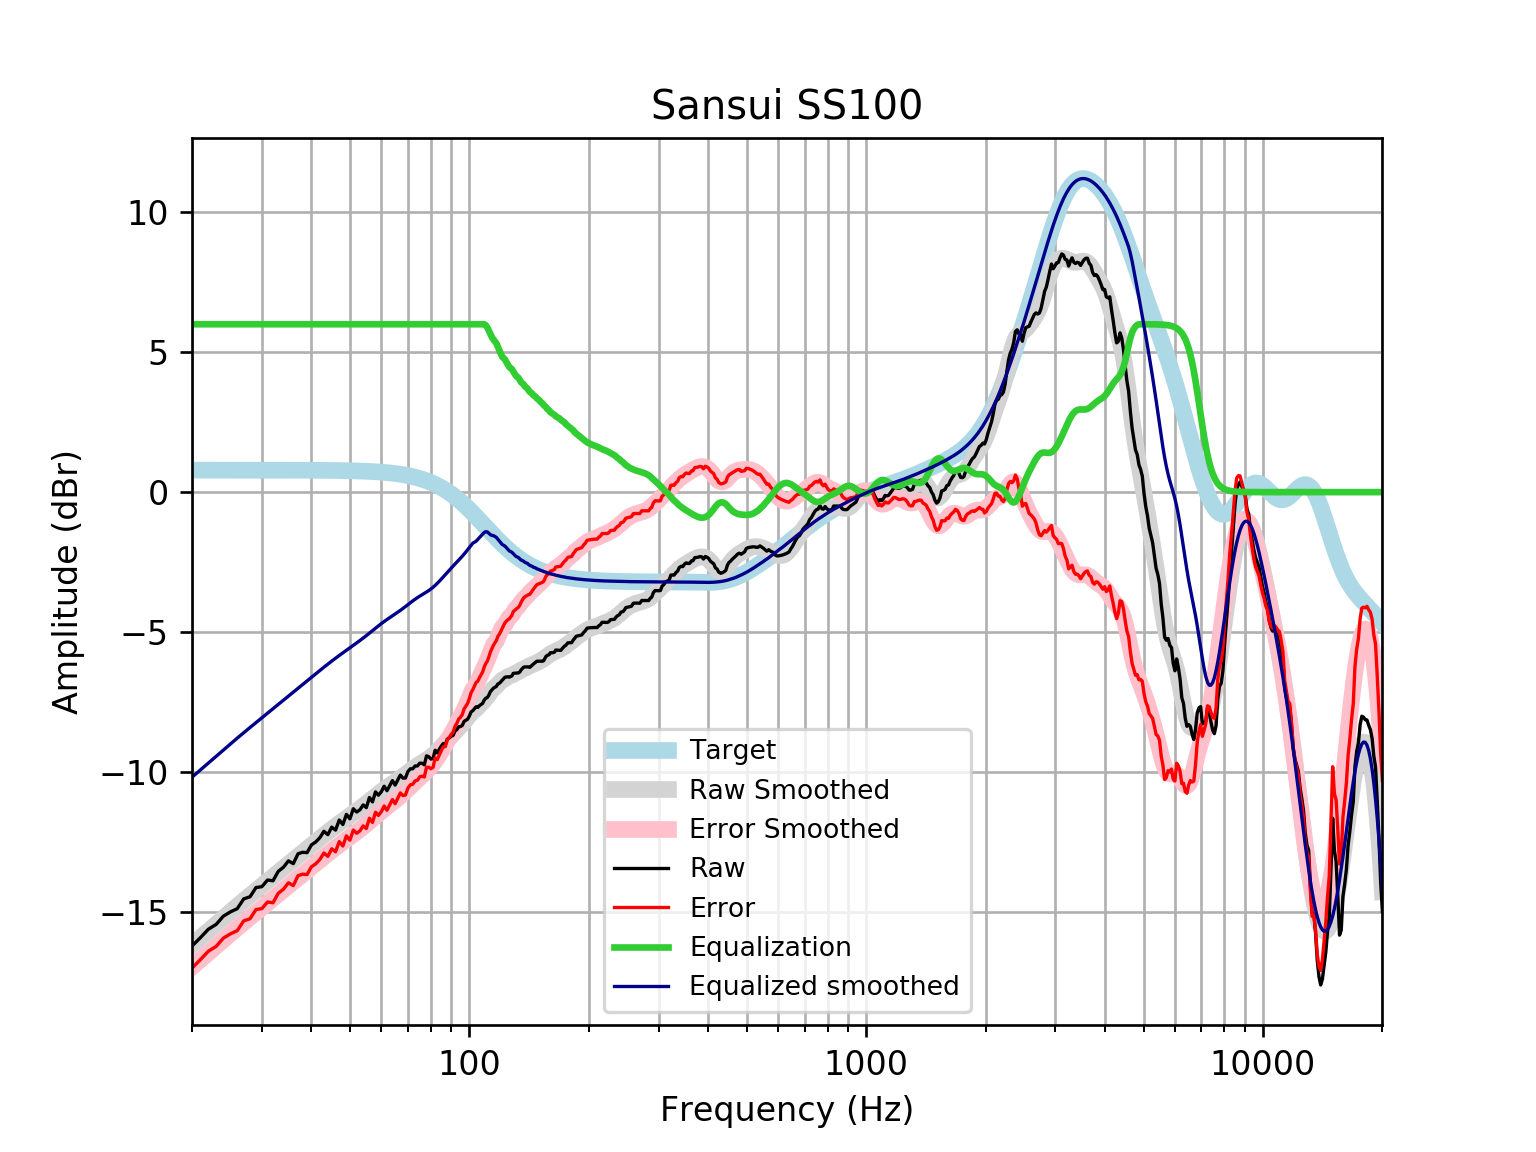 Sansui SS100
10
5
0
−5
−10
−15
Amplitude (dBr)
Target
Raw Smoothed
Error Smoothed
Raw
Error
Equalization
Equalized smoothed
100
1000
10000
Frequency (Hz)